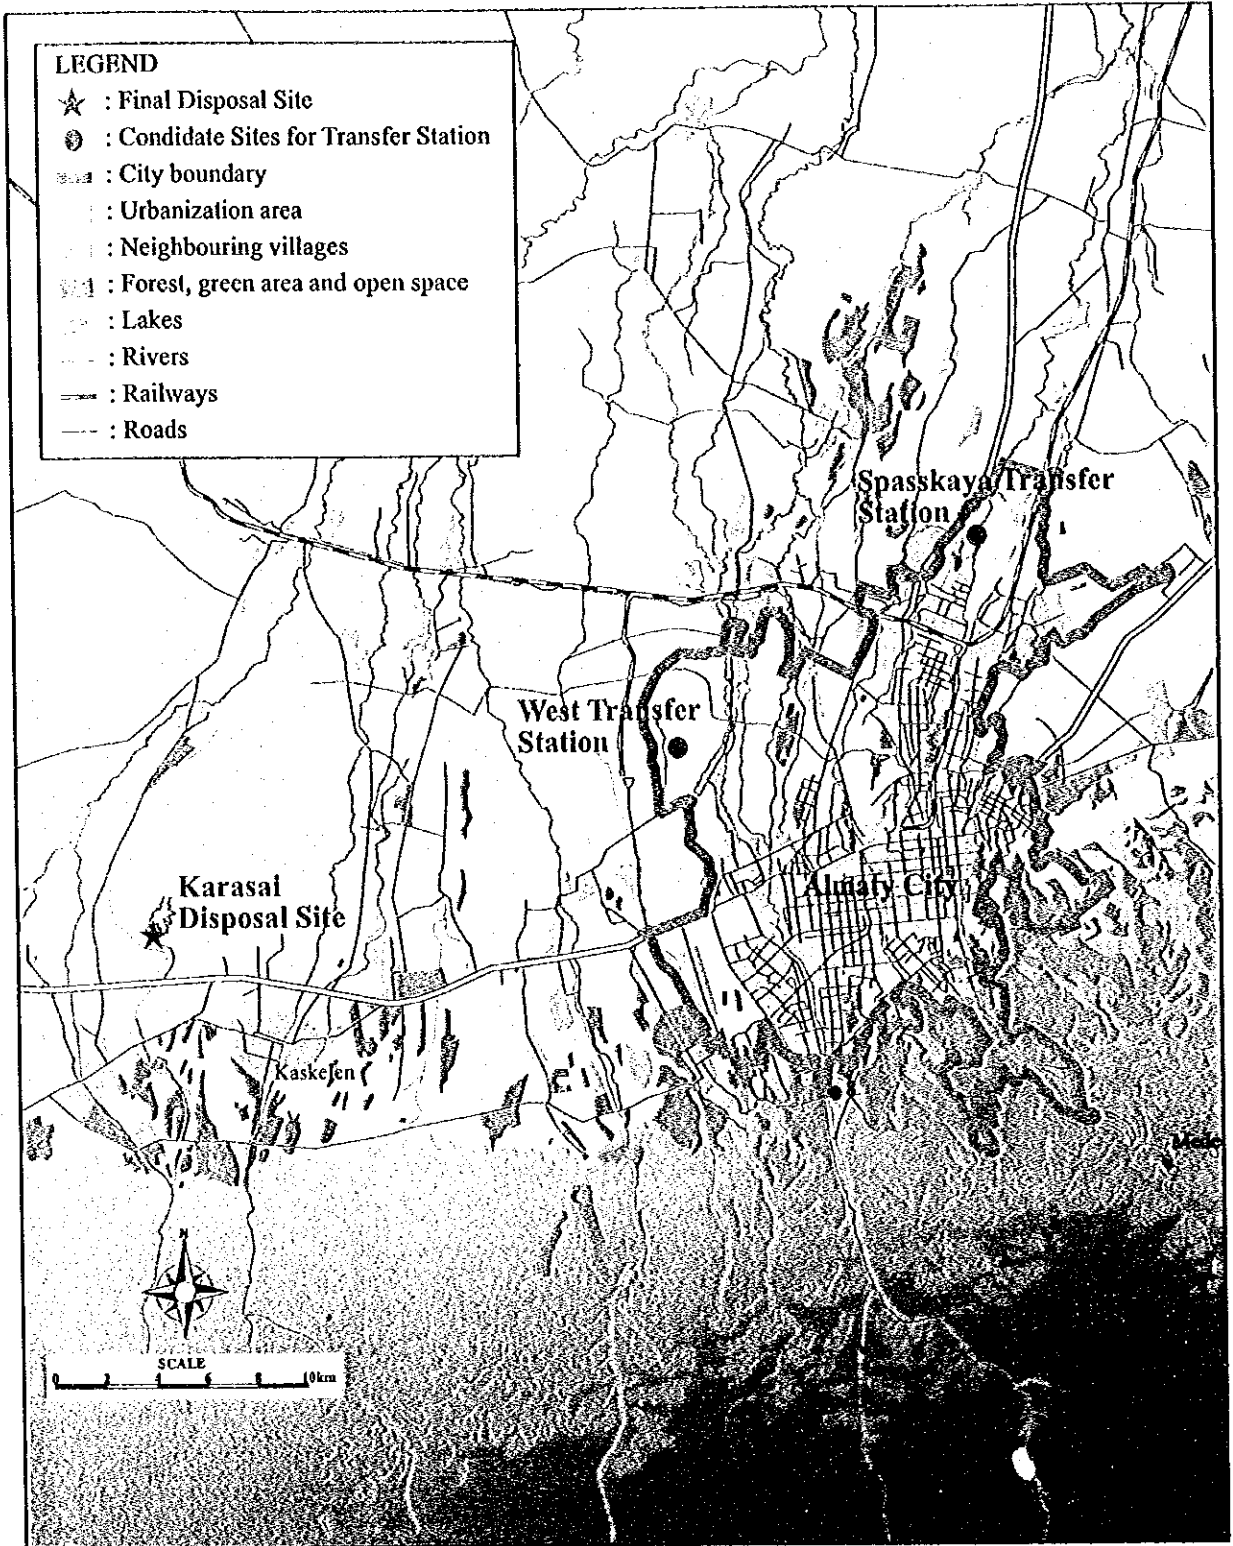 LEGEND
: Final Disposal Site
: Condidate Sites for Transfer Station
: City boundary
: Urbanization area
: Neighbouring villages
: Forest, green area and open space
: Lakes
: Rivers
: Railways
: Roads
Spasskaya Transfer
Station
West Transfer
Station
Karasai
Disposal Site
Almaty City
Kaskelen
Mede
N
SCALE
0 2 4 6 8 10km